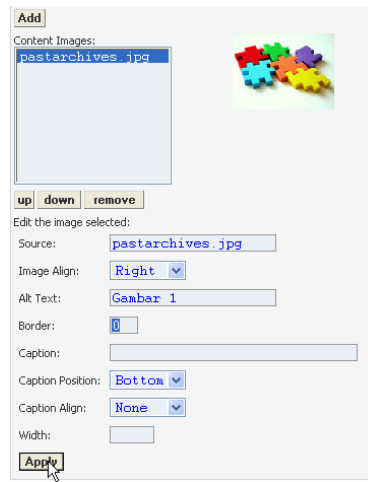 Add
Content Images:
pastarchives.jpg
up down remove
Edit the image selected:
Source: pastarchives.jpg
Image Align: Right
Alt Text: Gambar 1
Border: 0
Caption:
Caption Position: Bottom
Caption Align: None
Width:
Apply